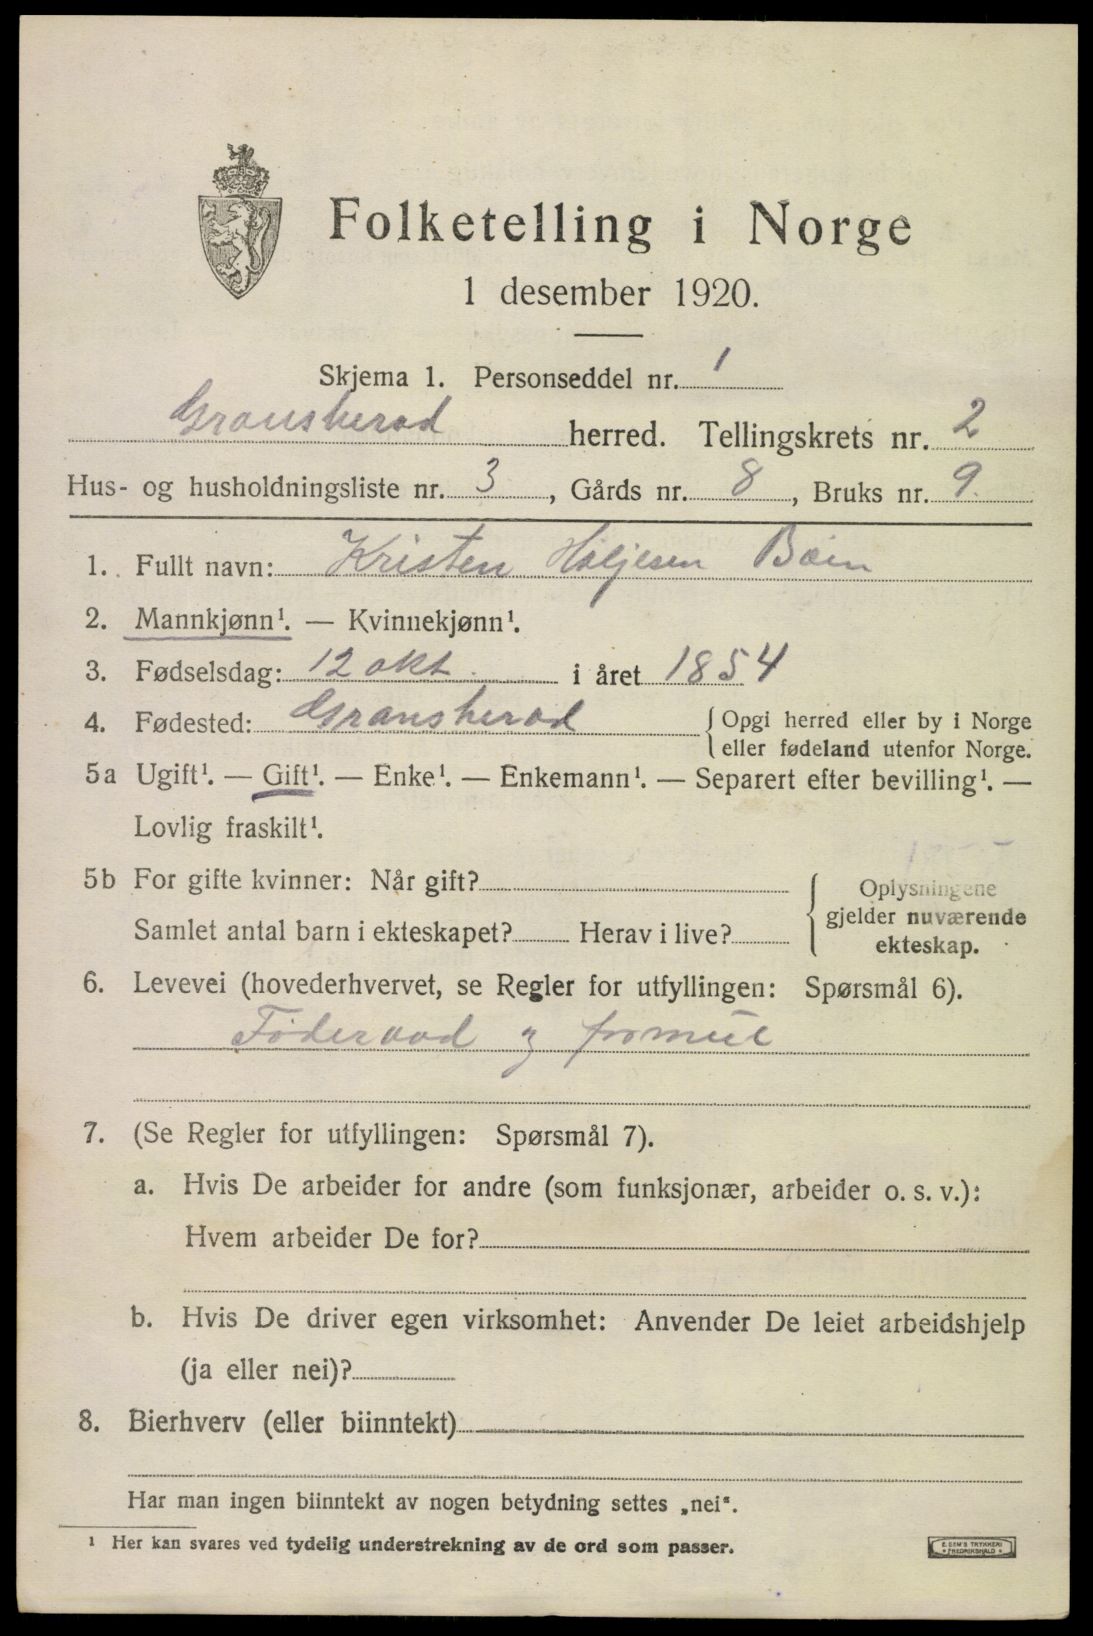 Folketelling i Norge
1 desember 1920.
Skjema 1. Personseddel nr. 1
Gransherad herred. Tellingskrets nr. 2
Hus- og husholdningsliste nr. 3, Gårds nr. 8, Bruks nr. 9.
1. Fullt navn: Kristen Haljesen Bøen
2. Mannkjønn¹. — Kvinnekjønn¹.
3. Fødselsdag: 12 okt. i året 1854
4. Fødested: Gransherad {Opgi herred eller by i Norge
eller fødeland utenfor Norge.
5a Ugift¹. — Gift¹. — Enke¹. — Enkemann¹. — Separert efter bevilling¹. —
Lovlig fraskilt¹.
5b For gifte kvinner: Når gift? { Oplysningene
gjelder nuværende
Samlet antal barn i ekteskapet? Herav i live? ekteskap.
6. Levevei (hovederhvervet, se Regler for utfyllingen: Spørsmål 6).
Føderaad og
7. (Se Regler for utfyllingen: Spørsmål 7).
a. Hvis De arbeider for andre (som funksjonær, arbeider o. s. v.):
Hvem arbeider De for?
b. Hvis De driver egen virksomhet: Anvender De leiet arbeidshjelp
(ja eller nei)?
8. Bierhverv (eller biinntekt)
Har man ingen biinntekt av nogen betydning settes „nei".
¹ Her kan svares ved tydelig understrekning av de ord som passer.
E. SEM'S TRYKKERI
• FREDRIKSHALD •